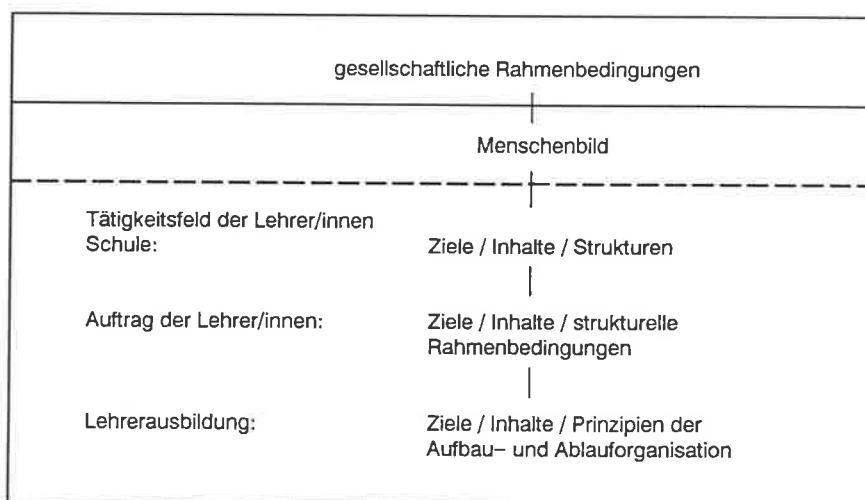 gesellschaftliche Rahmenbedingungen
Menschenbild
Tätigkeitsfeld der Lehrer/innen
Schule:
Ziele / Inhalte / Strukturen
Auftrag der Lehrer/innen:
Ziele / Inhalte / strukturelle
Rahmenbedingungen
Lehrerausbildung:
Ziele / Inhalte / Prinzipien der
Aufbau– und Ablauforganisation